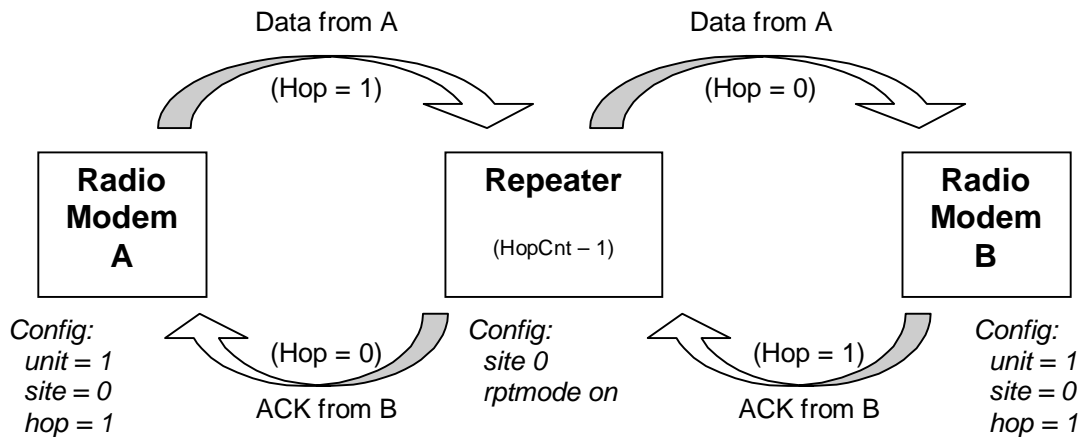 Data from A
Data from A
(Hop = 1)
(Hop = 0)
Radio
Modem
A
Repeater
(HopCnt – 1)
Radio
Modem
B
Config:
unit = 1
site = 0
hop = 1
(Hop = 0)
ACK from B
Config:
site 0
rptmode on
(Hop = 1)
ACK from B
Config:
unit = 1
site = 0
hop = 1